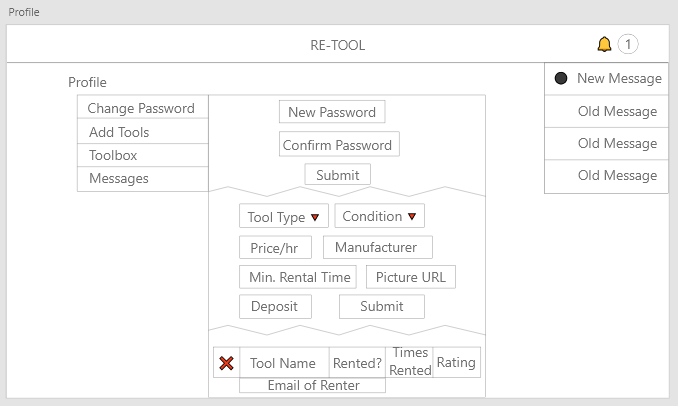 Profile
RE-TOOL
1
Profile
Change Password
Add Tools
Toolbox
Messages
New Password
Confirm Password
Submit
Tool Type
Condition
Price/hr
Manufacturer
Min. Rental Time
Picture URL
Deposit
Submit
Tool Name
Rented?
Times
Rented
Rating
Email of Renter
New Message
Old Message
Old Message
Old Message